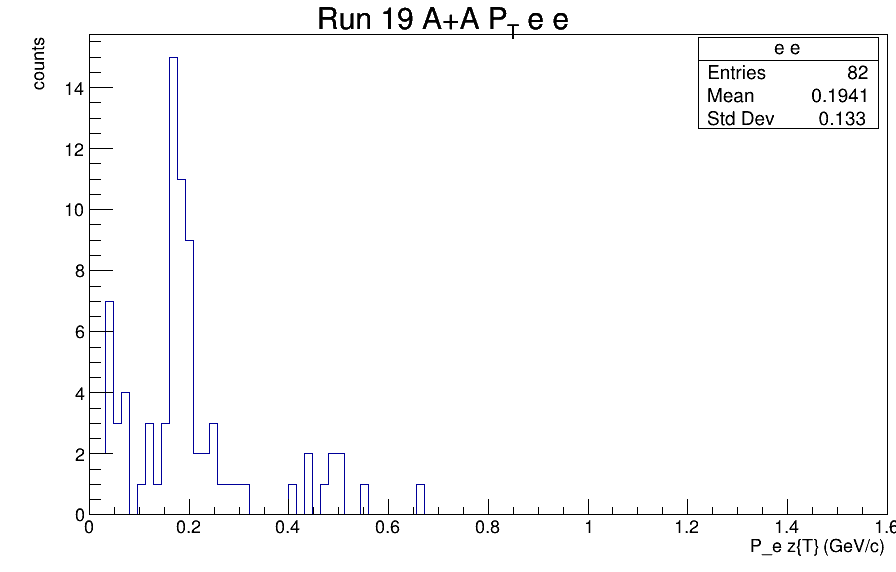 Run 19 A+A P_T e e
counts
e e
Entries 82
Mean 0.1941
Std Dev 0.133
14
12
10
8
6
4
2
0
0 0.2 0.4 0.6 0.8 1 1.2 1.4 1.6
P_e z{T} (GeV/c)